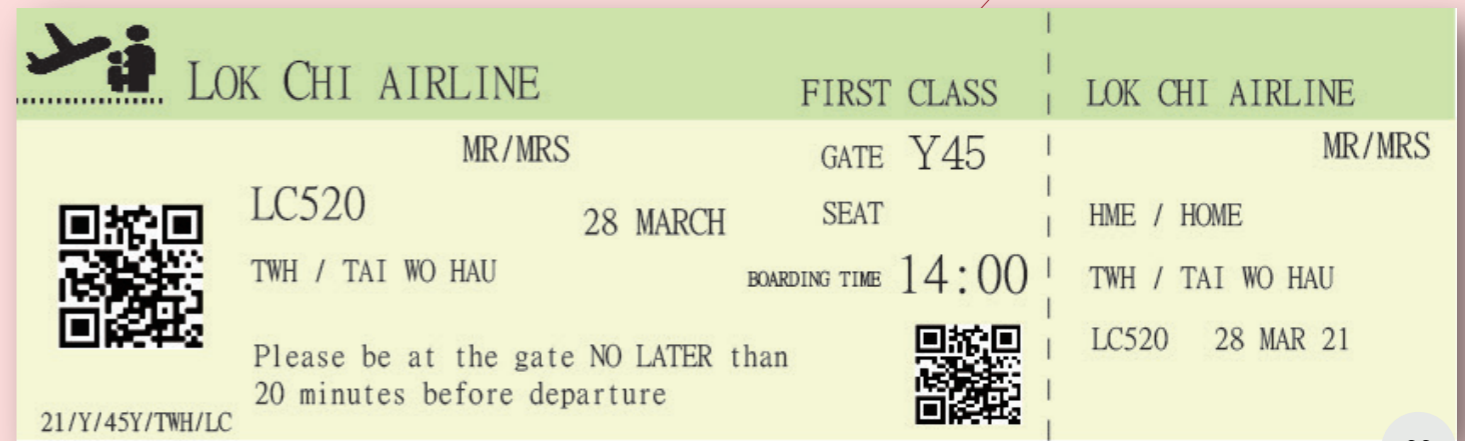 LOK CHI AIRLINE
FIRST CLASS
MR/MRS
GATE Y45
LC520
28 MARCH
SEAT
TWH / TAI WO HAU
BOARDING TIME 14:00
Please be at the gate NO LATER than
20 minutes before departure
21/Y/45Y/TWH/LC
LOK CHI AIRLINE
MR/MRS
HME / HOME
TWH / TAI WO HAU
LC520 28 MAR 21